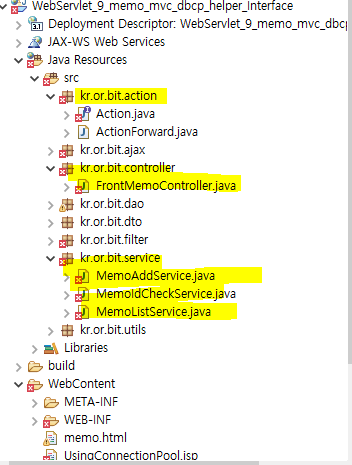 WebServlet_9_memo_mvc_dbcp_helper_Interface
Deployment Descriptor: WebServlet_9_memo_mvc
JAX-WS Web Services
Java Resources
src
kr.or.bit.action
Action.java
ActionForward.java
kr.or.bit.ajax
kr.or.bit.controller
FrontMemoController.java
kr.or.bit.dao
kr.or.bit.dto
kr.or.bit.filter
kr.or.bit.service
MemoAddService.java
MemoIdCheckService.java
MemoListService.java
kr.or.bit.utils
Libraries
build
WebContent
META-INF
WEB-INF
memo.html
UsingConnectionPool.jsp